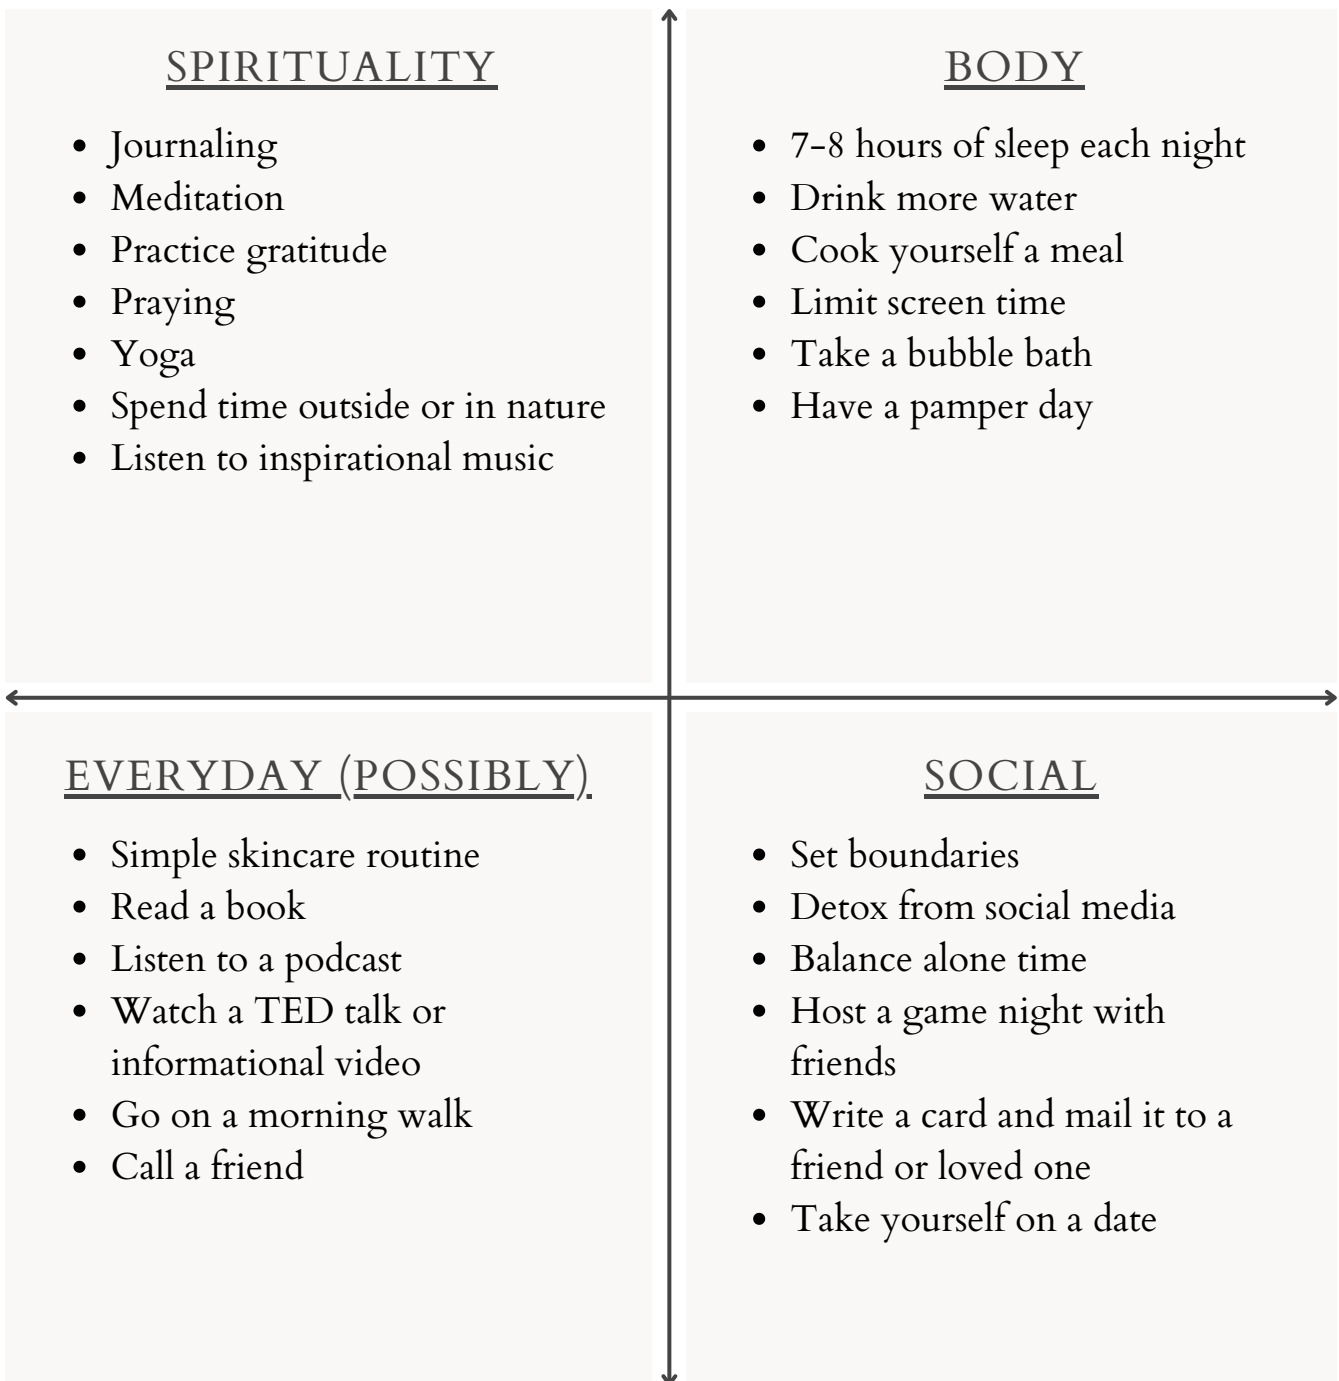 SPIRITUALITY
• Journaling
• Meditation
• Practice gratitude
• Praying
• Yoga
• Spend time outside or in nature
• Listen to inspirational music
BODY
• 7-8 hours of sleep each night
• Drink more water
• Cook yourself a meal
• Limit screen time
• Take a bubble bath
• Have a pamper day
EVERYDAY (POSSIBLY)
• Simple skincare routine
• Read a book
• Listen to a podcast
• Watch a TED talk or
informational video
• Go on a morning walk
• Call a friend
SOCIAL
• Set boundaries
• Detox from social media
• Balance alone time
• Host a game night with
friends
• Write a card and mail it to a
friend or loved one
• Take yourself on a date